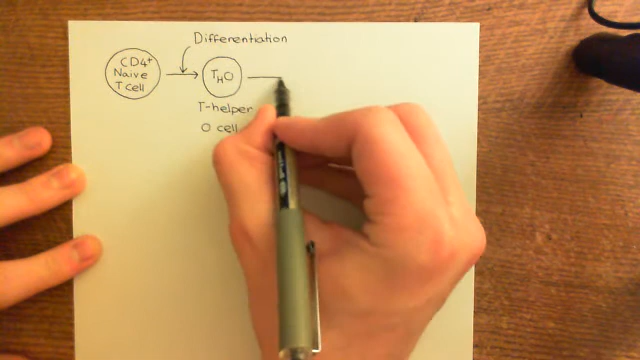 Differentiation
CD4+
Naive
T cell
THO
T-helper
O cell